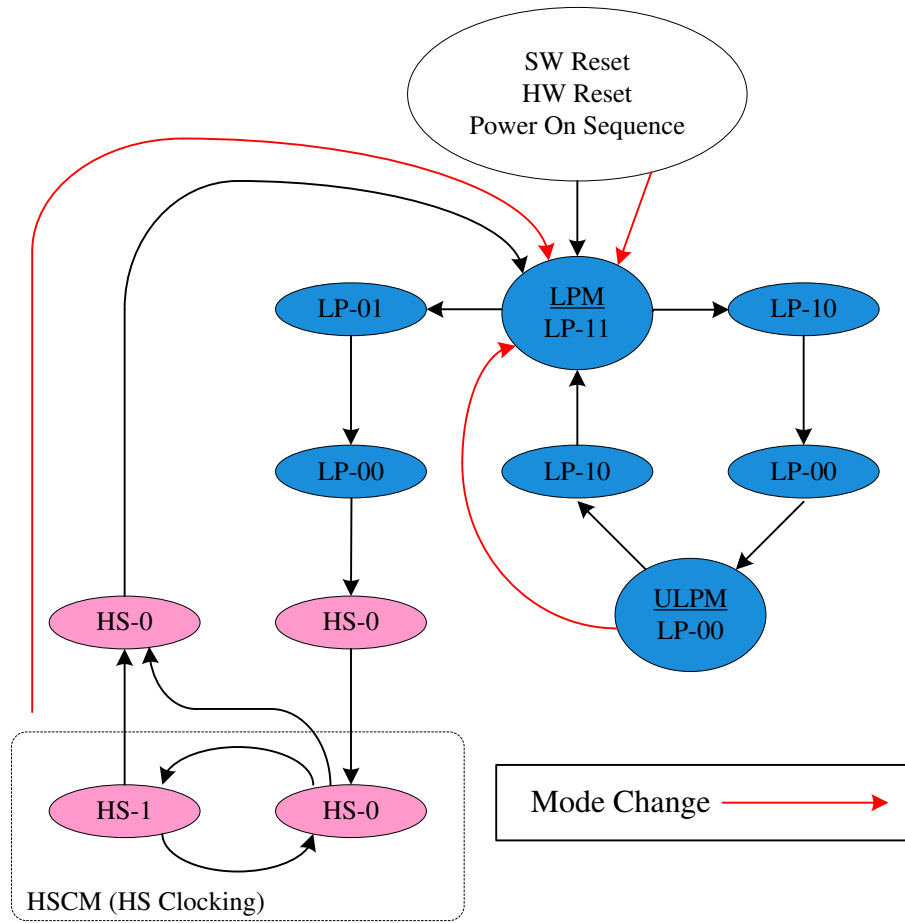 SW Reset
HW Reset
Power On Sequence
LP-01
LPM
LP-11
LP-10
LP-00
LP-10
LP-00
HS-0
HS-0
ULPM
LP-00
HS-1
HS-0
HSCM (HS Clocking)
Mode Change